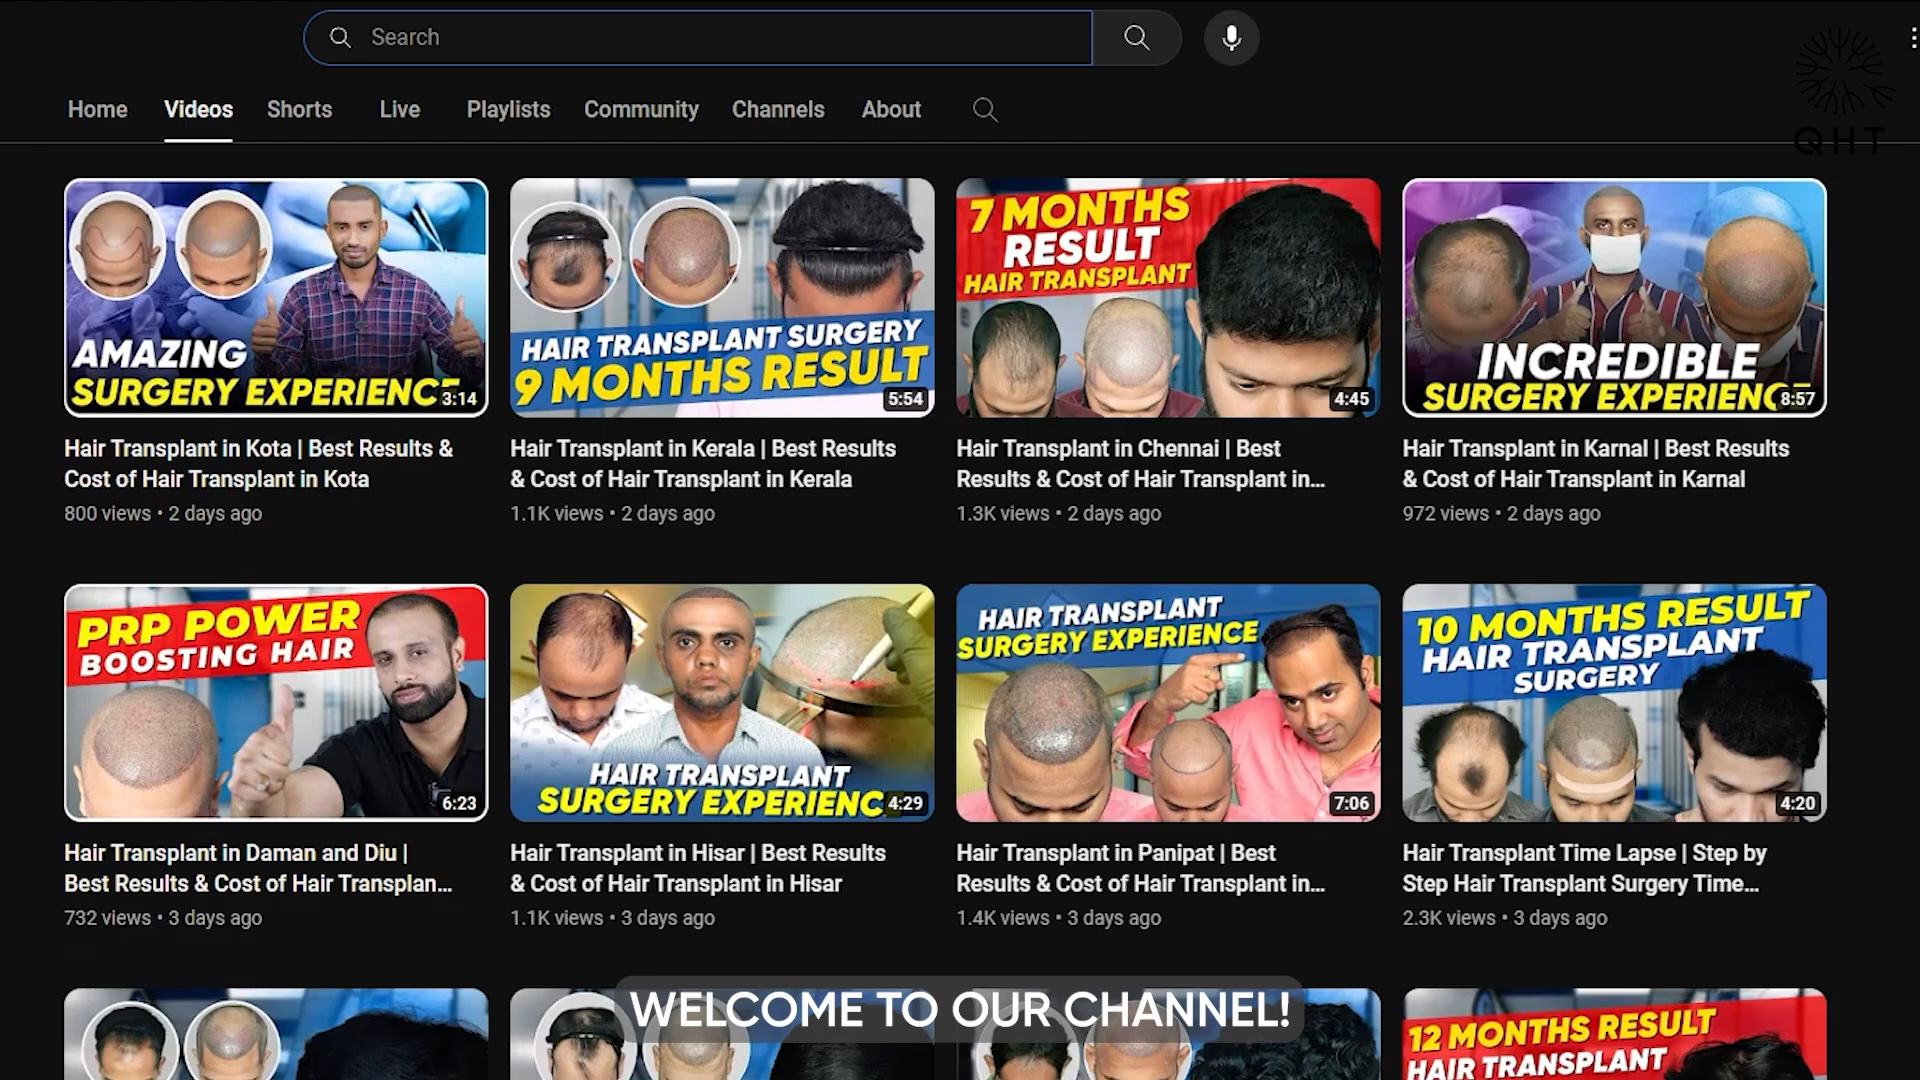 Search
QHT
Home Videos Shorts Live Playlists Community Channels About
AMAZING
SURGERY EXPERIENCE
3:14
HAIR TRANSPLANT SURGERY
9 MONTHS RESULT
5:54
7 MONTHS
RESULT
HAIR TRANSPLANT
4:45
INCREDIBLE
SURGERY EXPERIENCE
8:57
Hair Transplant in Kota | Best Results &
Cost of Hair Transplant in Kota
800 views • 2 days ago
Hair Transplant in Kerala | Best Results
& Cost of Hair Transplant in Kerala
1.1K views • 2 days ago
Hair Transplant in Chennai | Best
Results & Cost of Hair Transplant in...
1.3K views • 2 days ago
Hair Transplant in Karnal | Best Results
& Cost of Hair Transplant in Karnal
972 views • 2 days ago
PRP POWER
BOOSTING HAIR
6:23
HAIR TRANSPLANT
SURGERY EXPERIENC
4:29
HAIR TRANSPLANT
SURGERY EXPERIENCE
7:06
10 MONTHS RESULT
HAIR TRANSPLANT
SURGERY
4:20
Hair Transplant in Daman and Diu |
Best Results & Cost of Hair Transplan...
732 views • 3 days ago
Hair Transplant in Hisar | Best Results
& Cost of Hair Transplant in Hisar
1.1K views • 3 days ago
Hair Transplant in Panipat | Best
Results & Cost of Hair Transplant in...
1.4K views • 3 days ago
Hair Transplant Time Lapse | Step by
Step Hair Transplant Surgery Time...
2.3K views • 3 days ago
WELCOME TO OUR CHANNEL!
12 MONTHS RESULT
HAIR TRANSPLANT